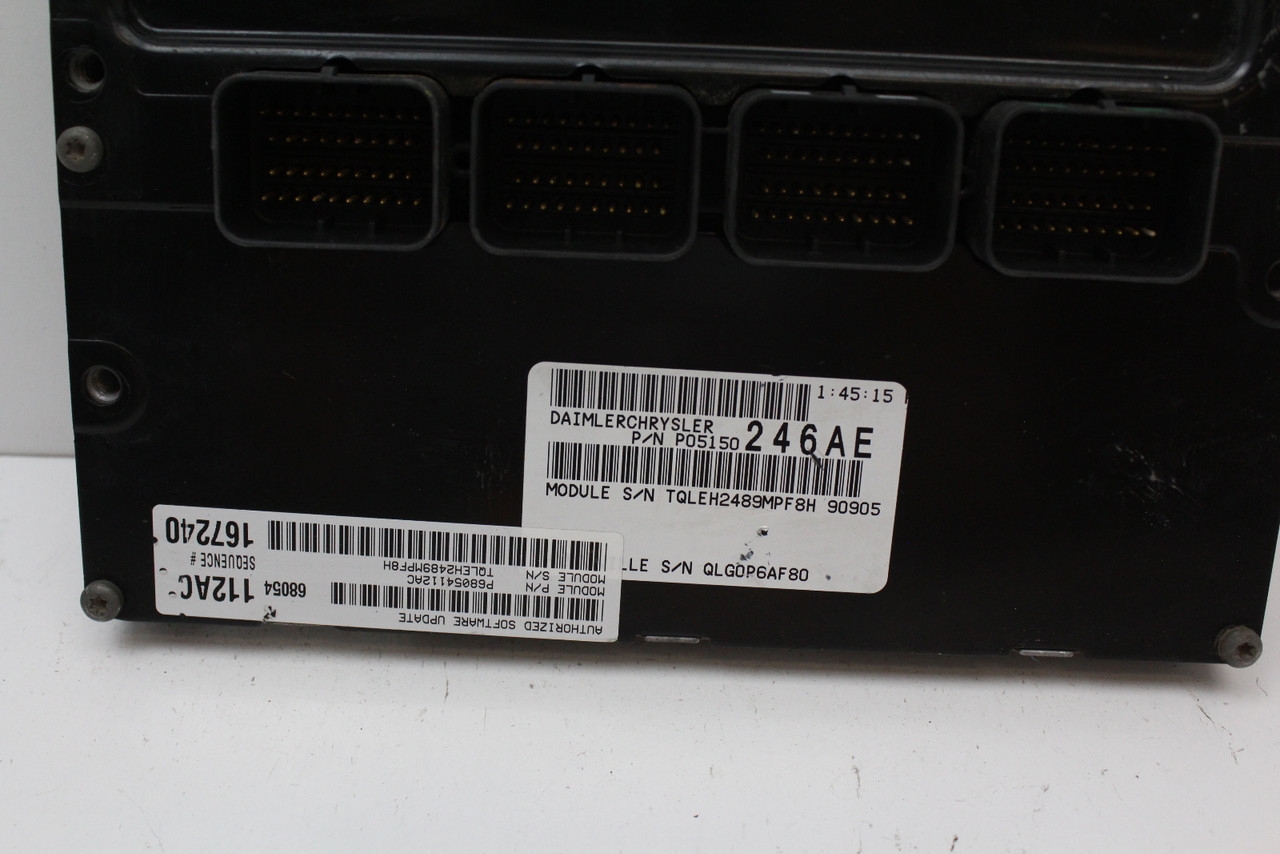 1:45:15
DAIMLERCHRYSLER
P/N P05150 246AE
MODULE S/N TQLEH2489MPF8H 90905
LLE S/N QLG0P6AF80
AUTHORIZED SOFTWARE UPDATE
MODULE P/N P68054112AC
MODULE S/N TQLEH2489MPF8H
68054 112AC
SEQUENCE #
167240